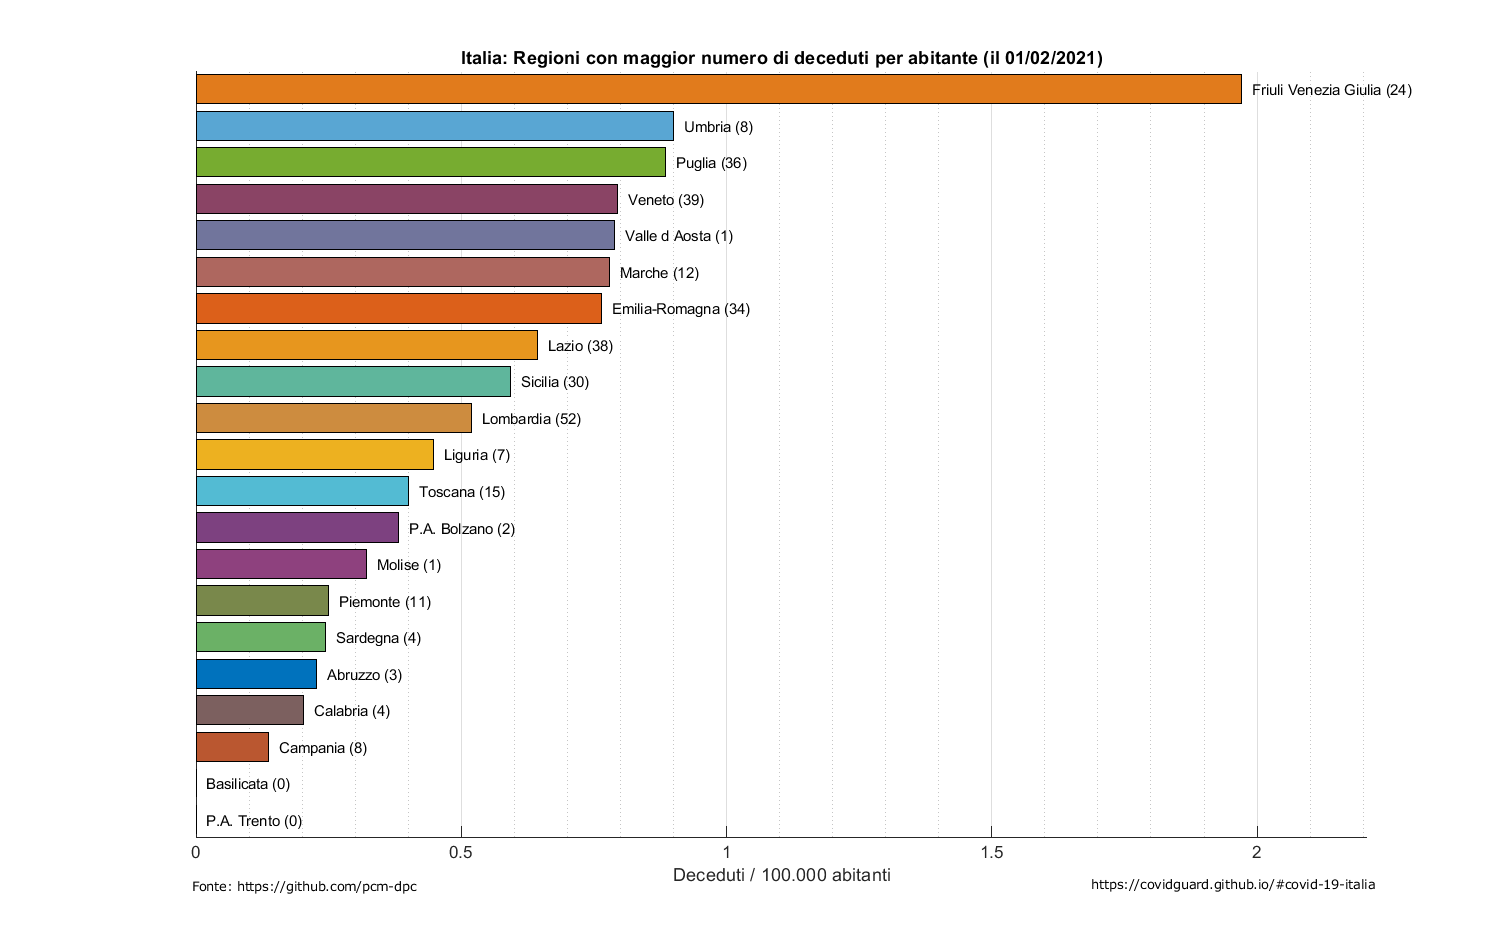 Italia: Regioni con maggior numero di deceduti per abitante (il 01/02/2021)
Friuli Venezia Giulia (24)
Umbria (8)
Puglia (36)
Veneto (39)
Valle d Aosta (1)
Marche (12)
Emilia-Romagna (34)
Lazio (38)
Sicilia (30)
Lombardia (52)
Liguria (7)
Toscana (15)
P.A. Bolzano (2)
Molise (1)
Piemonte (11)
Sardegna (4)
Abruzzo (3)
Calabria (4)
Campania (8)
Basilicata (0)
P.A. Trento (0)
0 0.5 1 1.5 2
Deceduti / 100.000 abitanti
Fonte: https://github.com/pcm-dpc
https://covidguard.github.io/#covid-19-italia